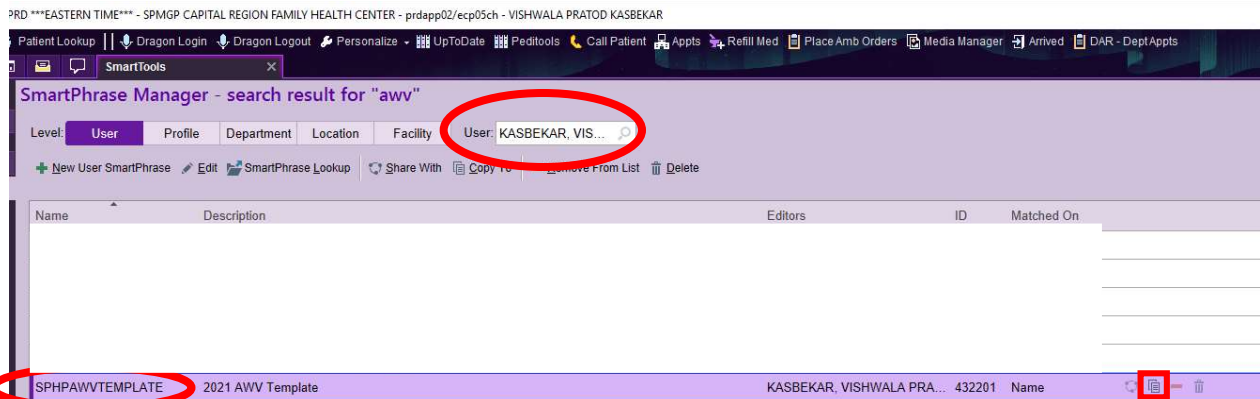 PRD ***EASTERN TIME*** - SPMGP CAPITAL REGION FAMILY HEALTH CENTER - prdapp02/ecp05ch - VISHWALA PRATOD KASBEKAR
Patient Lookup Dragon Login Dragon Logout Personalize UpToDate Peditools Call Patient Appts Refill Med Place Amb Orders Media Manager Arrived DAR - Dept Appts
SmartTools
SmartPhrase Manager - search result for "awv"
Level: User Profile Department Location Facility User: KASBEKAR, VIS...
New User SmartPhrase Edit SmartPhrase Lookup Share With Copy To From List Delete
Name Description Editors ID Matched On
SPHPAWVTEMPLATE 2021 AWV Template KASBEKAR, VISHWALA PRA... 432201 Name